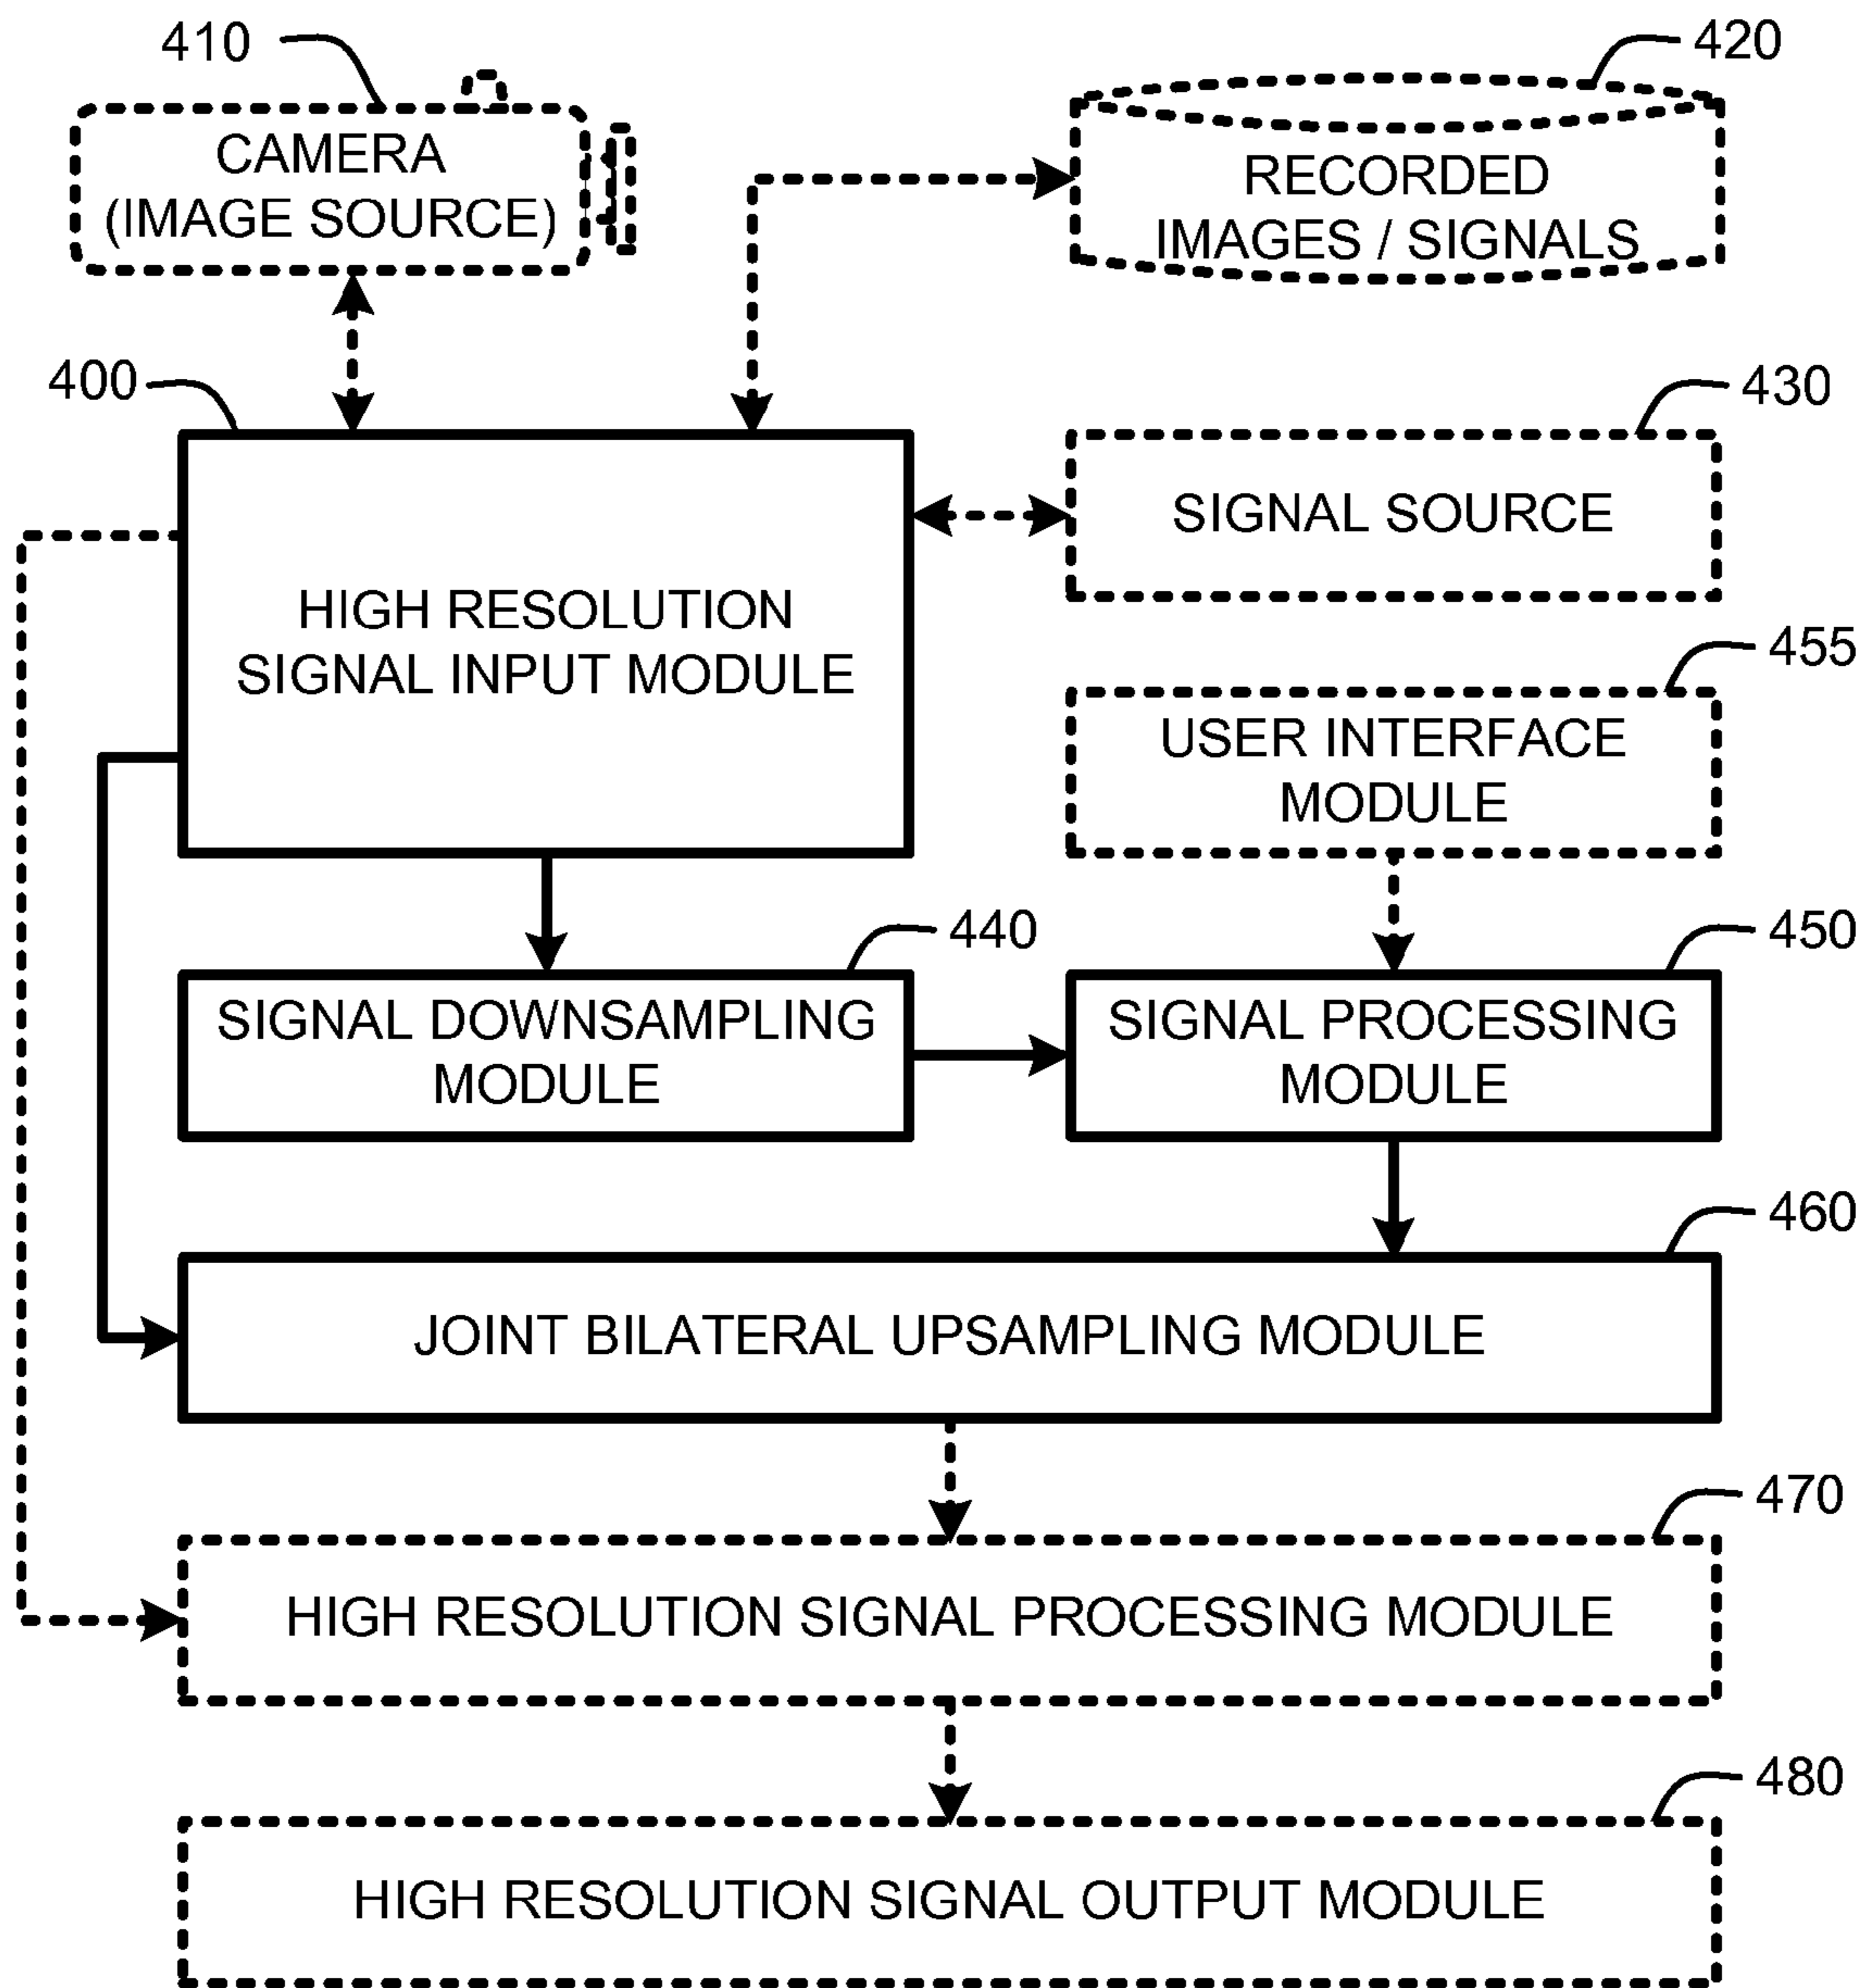 410
420
CAMERA
(IMAGE SOURCE)
RECORDED
IMAGES / SIGNALS
400
430
SIGNAL SOURCE
HIGH RESOLUTION
SIGNAL INPUT MODULE
455
USER INTERFACE
MODULE
440
450
SIGNAL DOWNSAMPLING
MODULE
SIGNAL PROCESSING
MODULE
460
JOINT BILATERAL UPSAMPLING MODULE
470
HIGH RESOLUTION SIGNAL PROCESSING MODULE
480
HIGH RESOLUTION SIGNAL OUTPUT MODULE